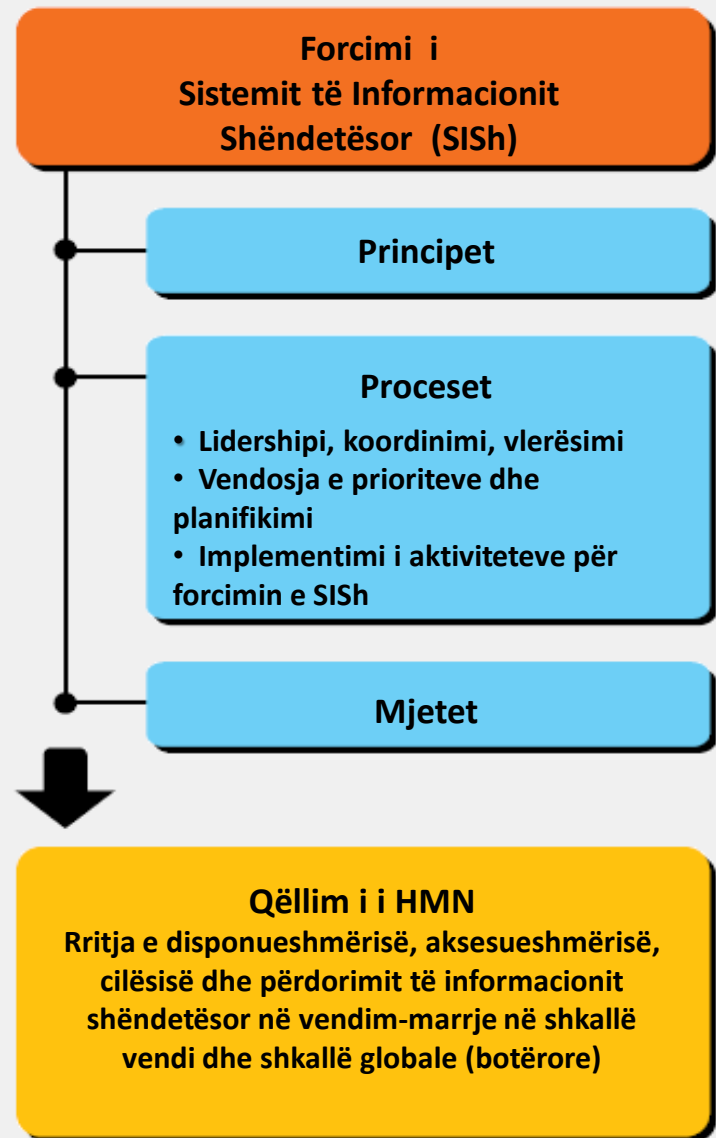 Forcimi i
Sistemit të Informacionit
Shëndetësor (SISh)
Principet
Proceset
• Lidershipi, koordinimi, vlerësimi
• Vendosja e prioriteve dhe
planifikimi
• Implementimi i aktiviteteve për
forcimin e SISh
Mjetet
Qëllim i i HMN
Rritja e disponueshmërisë, aksesueshmërisë,
cilësisë dhe përdorimit të informacionit
shëndetësor në vendim-marrje në shkallë
vendi dhe shkallë globale (botërore)